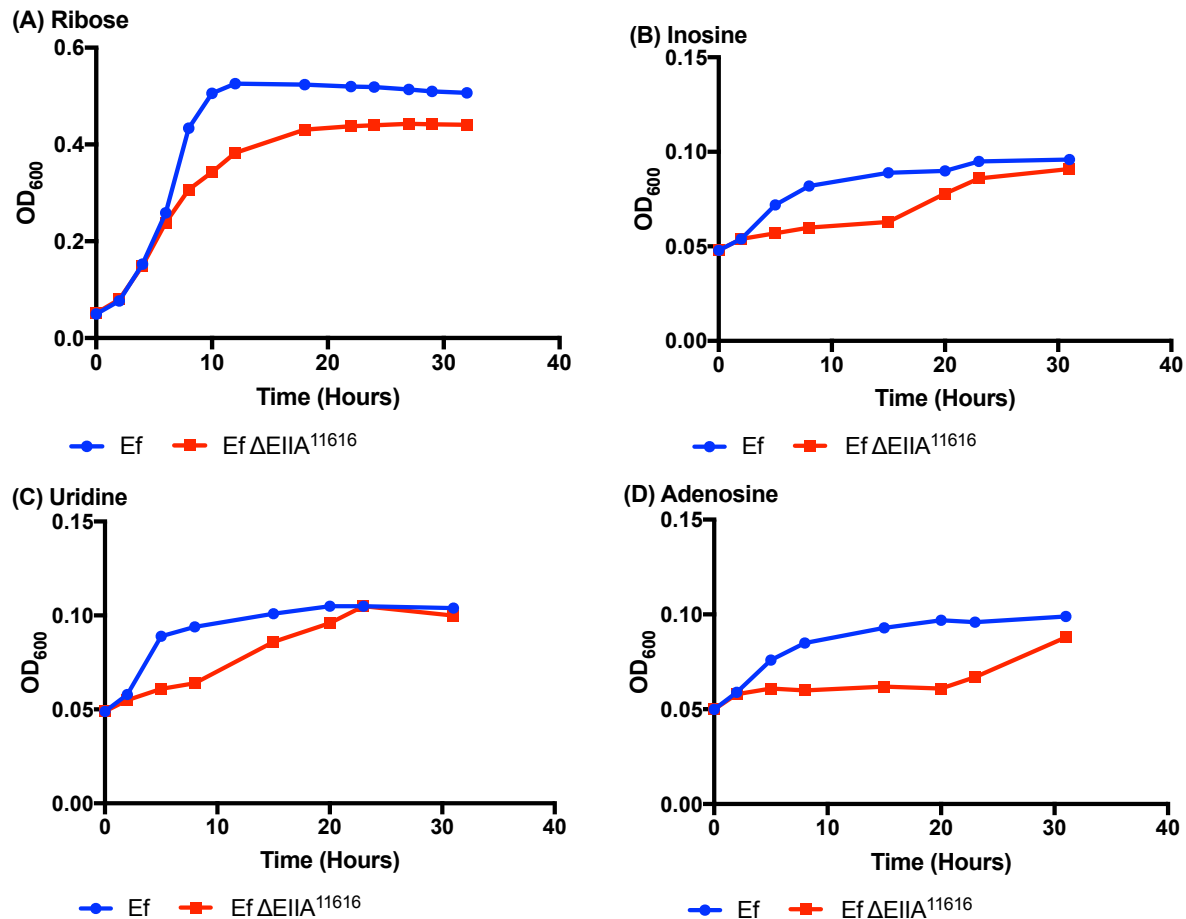 (A) Ribose
0.6
0.4
0.2
0.0
OD600
0 10 20 30 40
Time (Hours)
Ef Ef ΔEIIA11616
(B) Inosine
0.15
0.10
0.05
0.00
OD600
0 10 20 30 40
Time (Hours)
Ef Ef ΔEIIA11616
(C) Uridine
0.15
0.10
0.05
0.00
OD600
0 10 20 30 40
Time (Hours)
Ef Ef ΔEIIA11616
(D) Adenosine
0.15
0.10
0.05
0.00
OD600
0 10 20 30 40
Time (Hours)
Ef Ef ΔEIIA11616